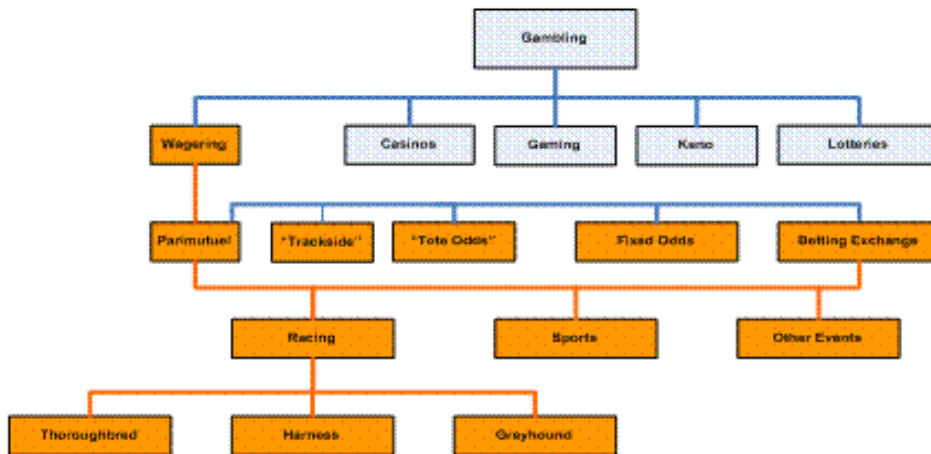 Gambling
Wagering
Casinos
Gaming
Keno
Lotteries
Parimutuel
"Trackside"
"Tote Odds"
Fixed Odds
Betting Exchange
Racing
Sports
Other Events
Thoroughbred
Harness
Greyhound